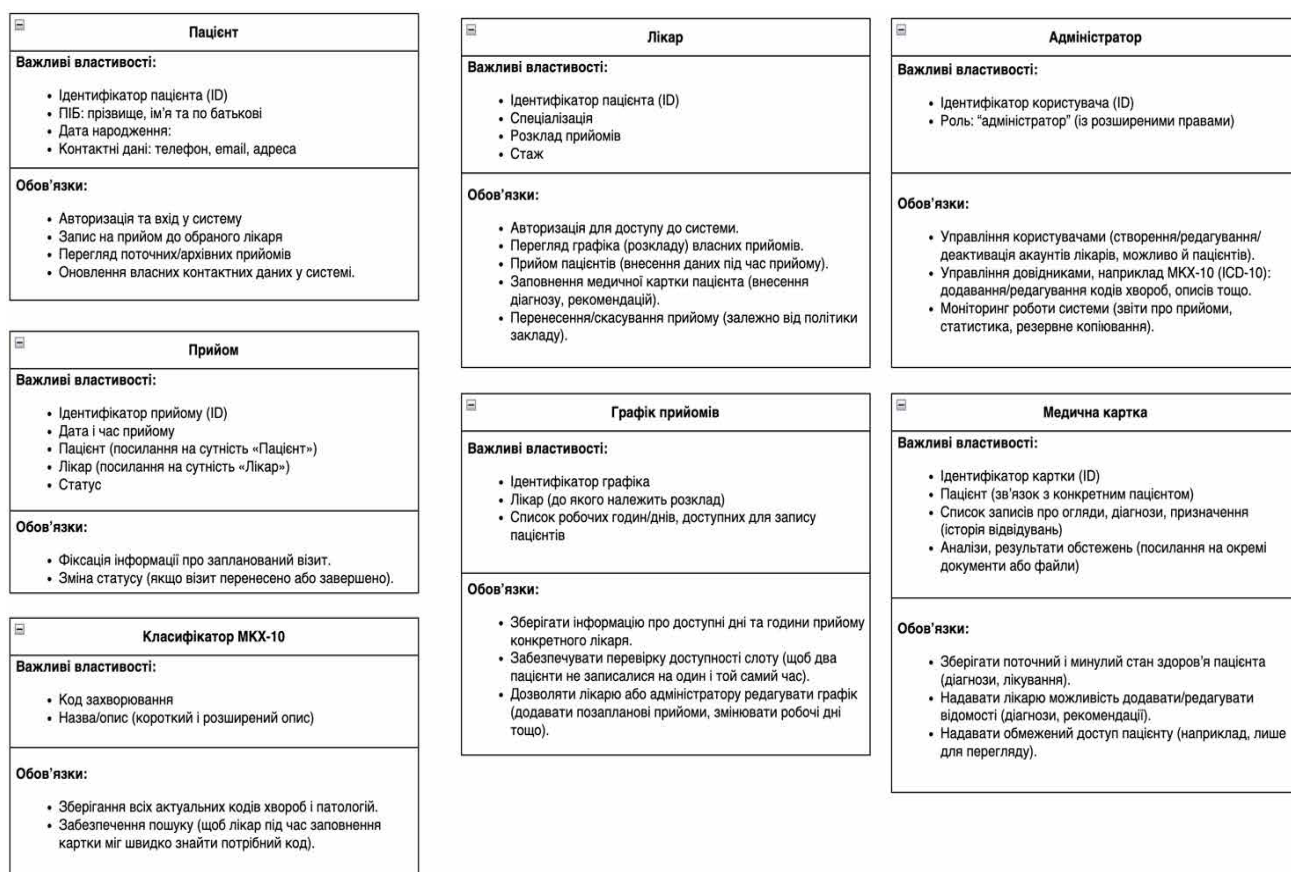 Пацієнт
Важливі властивості:
• Ідентифікатор пацієнта (ID)
• ПІБ: прізвище, ім’я та по батькові
• Дата народження:
• Контактні дані: телефон, email, адреса
Обов’язки:
• Авторизація та вхід у систему
• Запис на прийом до обраного лікаря
• Перегляд поточних/архівних прийомів
• Оновлення власних контактних даних у системі.
Прийом
Важливі властивості:
• Ідентифікатор прийому (ID)
• Дата і час прийому
• Пацієнт (посилання на сутність «Пацієнт»)
• Лікар (посилання на сутність «Лікар»)
• Статус
Обов’язки:
• Фіксація інформації про запланований візит.
• Зміна статусу (якщо візит перенесено або завершено).
Класифікатор МКХ-10
Важливі властивості:
• Код захворювання
• Назва/опис (короткий і розширений опис)
Обов’язки:
• Зберігання всіх актуальних кодів хвороб і патологій.
• Забезпечення пошуку (щоб лікар під час заповнення
картки міг швидко знайти потрібний код).
Лікар
Важливі властивості:
• Ідентифікатор пацієнта (ID)
• Спеціалізація
• Розклад прийомів
• Стаж
Обов’язки:
• Авторизація для доступу до системи.
• Перегляд графіка (розкладу) власних прийомів.
• Прийом пацієнтів (внесення даних під час прийому).
• Заповнення медичної картки пацієнта (внесення
діагнозу, рекомендацій).
• Перенесення/скасування прийому (залежно від політики
закладу).
Графік прийомів
Важливі властивості:
• Ідентифікатор графіка
• Лікар (до якого належить розклад)
• Список робочих годин/днів, доступних для запису
пацієнтів
Обов’язки:
• Зберігати інформацію про доступні дні та години прийому
конкретного лікаря.
• Забезпечувати перевірку доступності слоту (щоб два
пацієнти не записалися на один і той самий час).
• Дозволяти лікарю або адміністратору редагувати графік
(додавати позапланові прийоми, змінювати робочі дні
тощо).
Адміністратор
Важливі властивості:
• Ідентифікатор користувача (ID)
• Роль: “адміністратор” (із розширеними правами)
Обов’язки:
• Управління користувачами (створення/редагування/
деактивація акаунтів лікарів, можливо й пацієнтів).
• Управління довідниками, наприклад МКХ-10 (ICD-10):
додавання/редагування кодів хвороб, описів тощо.
• Моніторинг роботи системи (звіти про прийоми,
статистика, резервне копіювання).
Медична картка
Важливі властивості:
• Ідентифікатор картки (ID)
• Пацієнт (зв’язок з конкретним пацієнтом)
• Список записів про огляди, діагнози, призначення
(історія відвідувань)
• Аналізи, результати обстежень (посилання на окремі
документи або файли)
Обов’язки:
• Зберігати поточний і минулий стан здоров’я пацієнта
(діагнози, лікування).
• Надавати лікарю можливість додавати/редагувати
відомості (діагнози, рекомендації).
• Надавати обмежений доступ пацієнту (наприклад, лише
для перегляду).